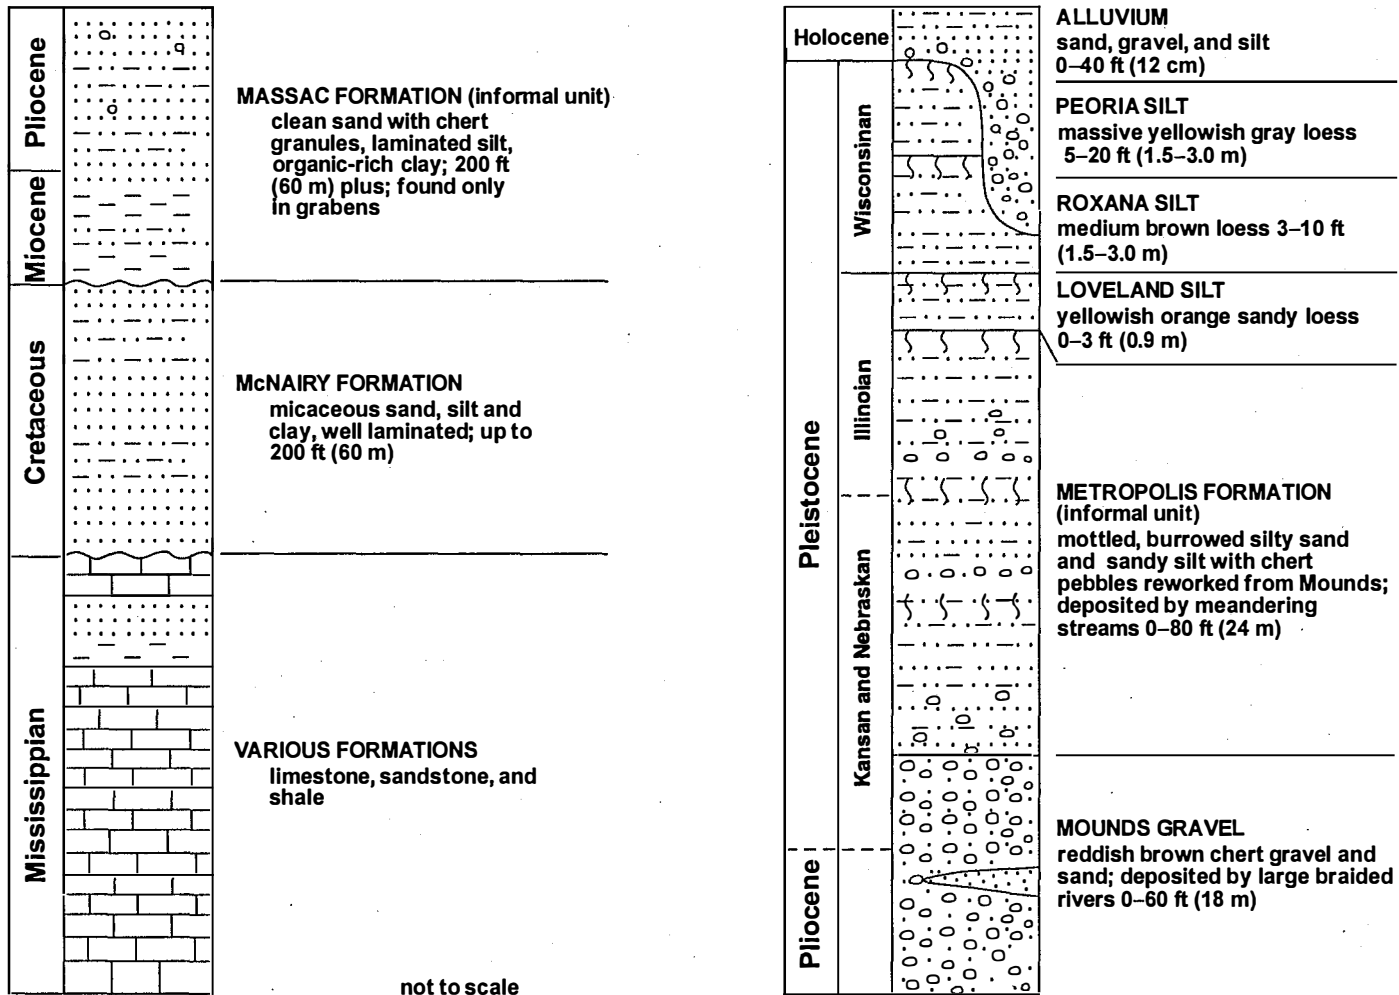 Pliocene
Miocene
Cretaceous
Mississippian
MASSAC FORMATION (informal unit)
clean sand with chert
granules, laminated silt,
organic-rich clay; 200 ft
(60 m) plus; found only
in grabens
McNAIRY FORMATION
micaceous sand, silt and
clay, well laminated; up to
200 ft (60 m)
VARIOUS FORMATIONS
limestone, sandstone, and
shale
not to scale
Holocene
Pleistocene
Pliocene
Wisconsinan
Illinoian
Kansan and Nebraskan
ALLUVIUM
sand, gravel, and silt
0–40 ft (12 cm)
PEORIA SILT
massive yellowish gray loess
5–20 ft (1.5–3.0 m)
ROXANA SILT
medium brown loess 3–10 ft
(1.5–3.0 m)
LOVELAND SILT
yellowish orange sandy loess
0–3 ft (0.9 m)
METROPOLIS FORMATION
(informal unit)
mottled, burrowed silty sand
and sandy silt with chert
pebbles reworked from Mounds;
deposited by meandering
streams 0–80 ft (24 m)
MOUNDS GRAVEL
reddish brown chert gravel and
sand; deposited by large braided
rivers 0–60 ft (18 m)